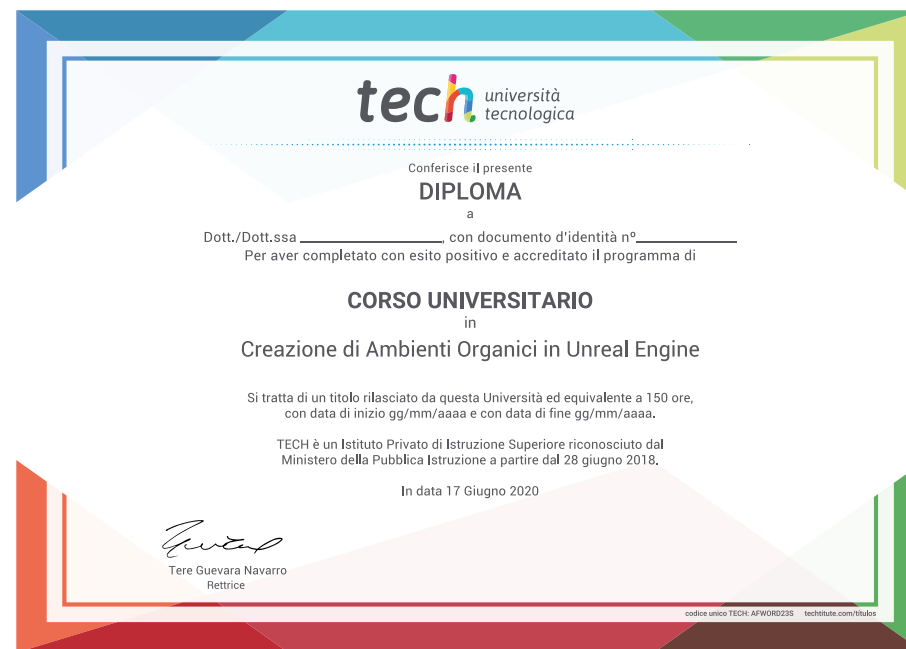 tech università
tecnologica
Conferisce il presente
DIPLOMA
a
Dott./Dott.ssa ____________________, con documento d'identità nº______________
Per aver completato con esito positivo e accreditato il programma di
CORSO UNIVERSITARIO
in
Creazione di Ambienti Organici in Unreal Engine
Si tratta di un titolo rilasciato da questa Università ed equivalente a 150 ore,
con data di inizio gg/mm/aaaa e con data di fine gg/mm/aaaa.
TECH è un Istituto Privato di Istruzione Superiore riconosciuto dal
Ministero della Pubblica Istruzione a partire dal 28 giugno 2018.
In data 17 Giugno 2020
Tere Guevara Navarro
Rettrice
codice unico TECH: AFWORD23S techtitute.com/titulos